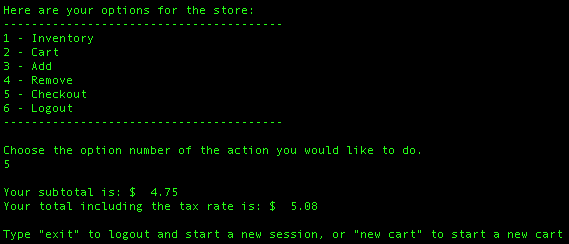 Here are your options for the store:
----------------------------------------
1 - Inventory
2 - Cart
3 - Add
4 - Remove
5 - Checkout
6 - Logout
----------------------------------------
Choose the option number of the action you would like to do.
5
Your subtotal is: $  4.75
Your total including the tax rate is: $  5.08
Type "exit" to logout and start a new session, or "new cart" to start a new cart